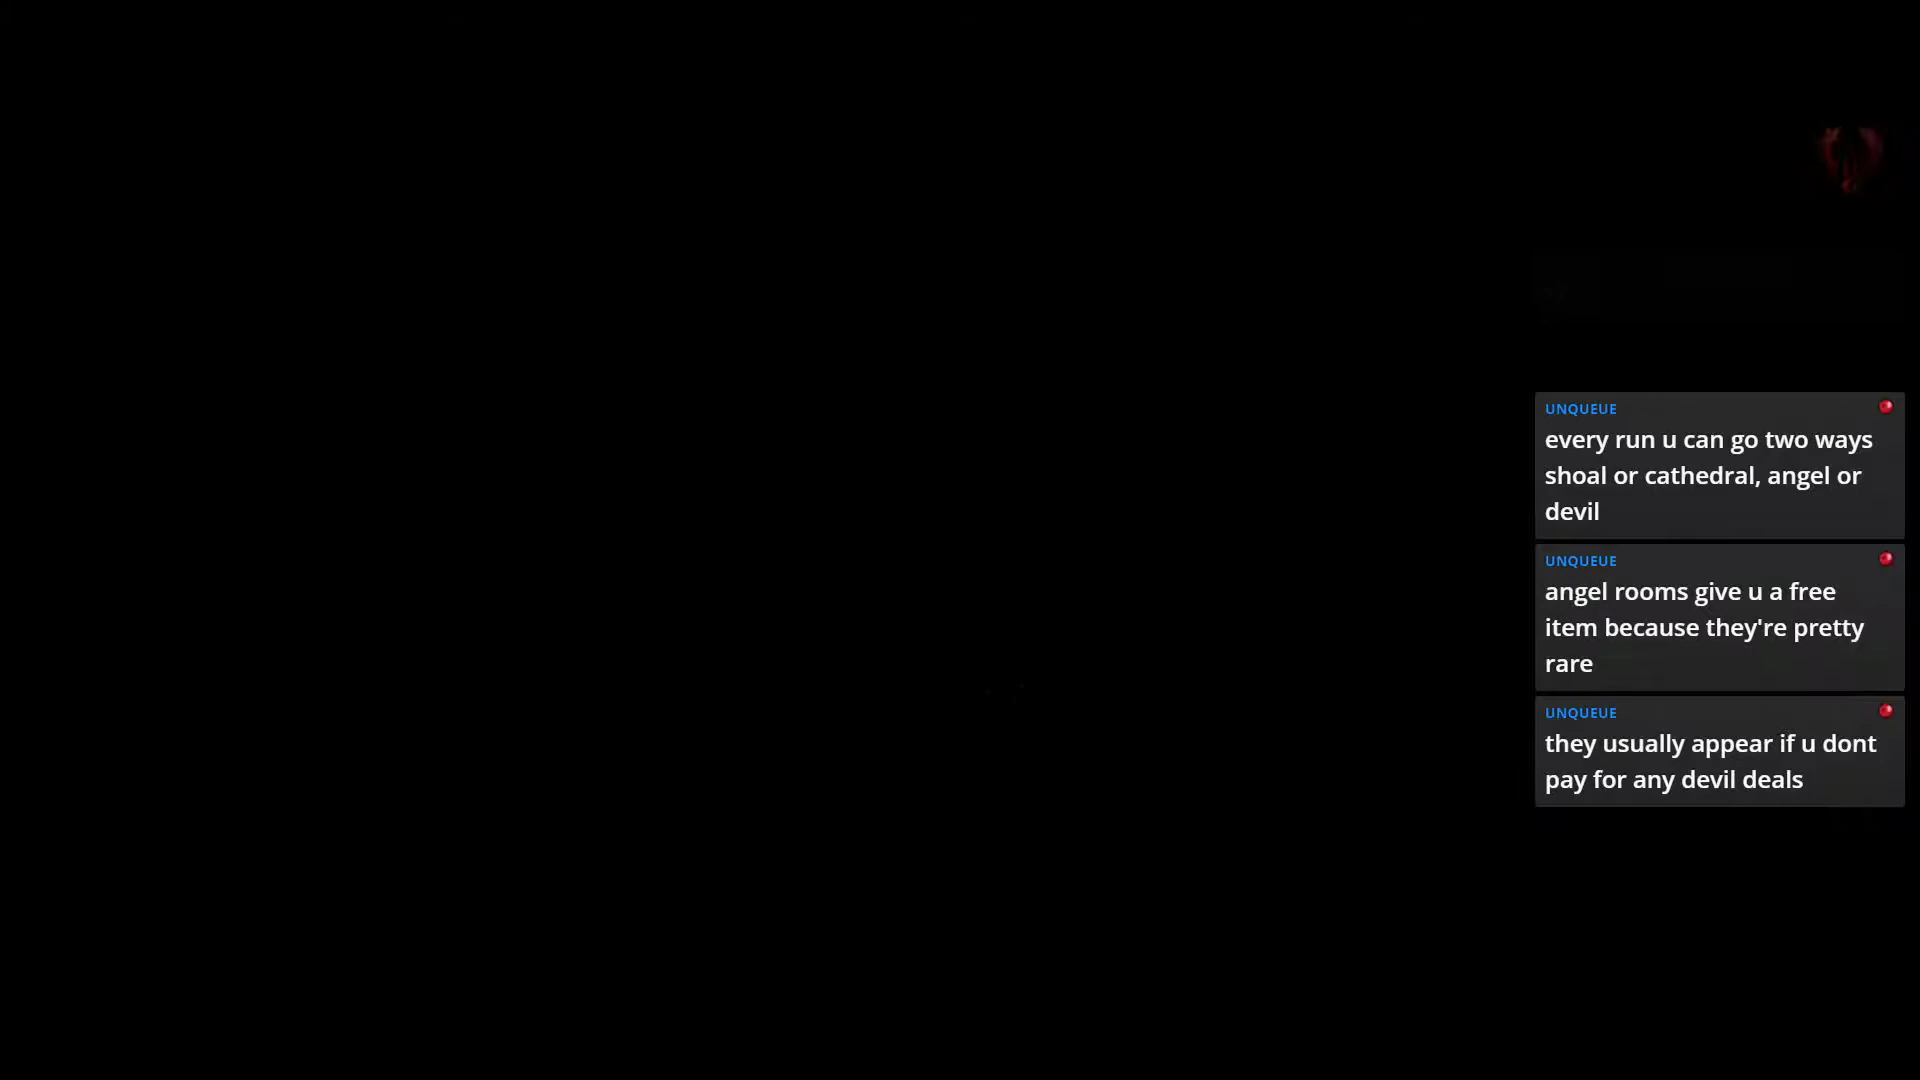 UNQUEUE
every run u can go two ways
shoal or cathedral, angel or
devil
UNQUEUE
angel rooms give u a free
item because they're pretty
rare
UNQUEUE
they usually appear if u dont
pay for any devil deals